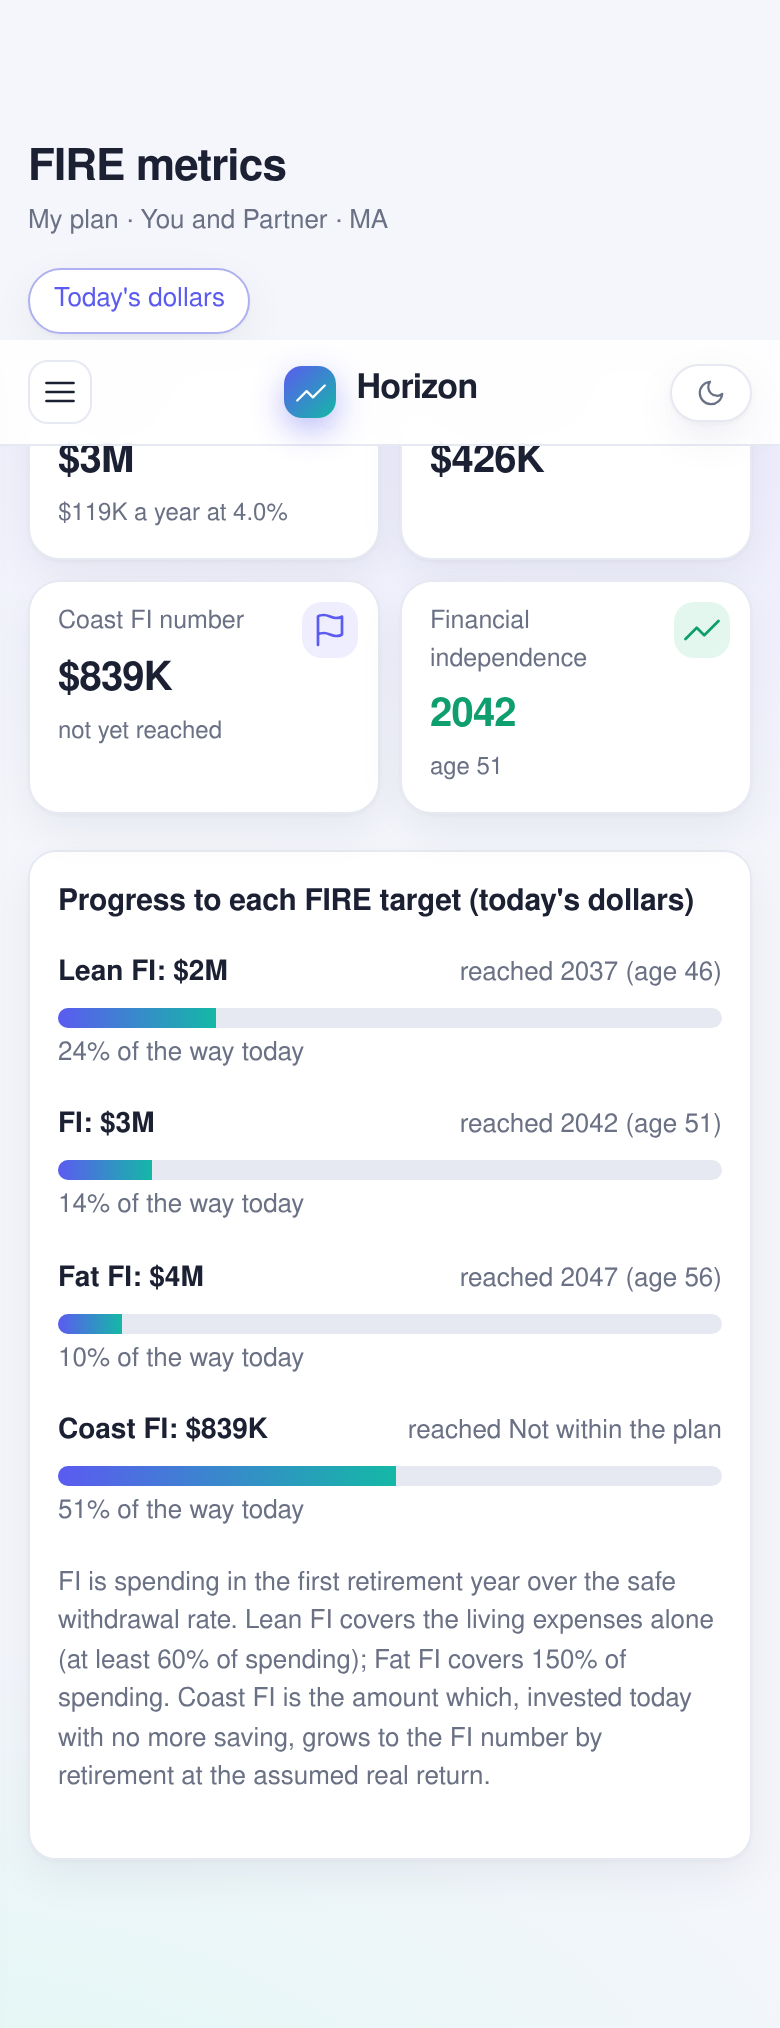 FIRE metrics
My plan · You and Partner · MA
Today's dollars
Horizon
$3M
$119K a year at 4.0%
$426K
Coast FI number
$839K
not yet reached
Financial
independence
2042
age 51
Progress to each FIRE target (today's dollars)
Lean FI: $2M
reached 2037 (age 46)
24% of the way today
FI: $3M
reached 2042 (age 51)
14% of the way today
Fat FI: $4M
reached 2047 (age 56)
10% of the way today
Coast FI: $839K
reached Not within the plan
51% of the way today
FI is spending in the first retirement year over the safe
withdrawal rate. Lean FI covers the living expenses alone
(at least 60% of spending); Fat FI covers 150% of
spending. Coast FI is the amount which, invested today
with no more saving, grows to the FI number by
retirement at the assumed real return.